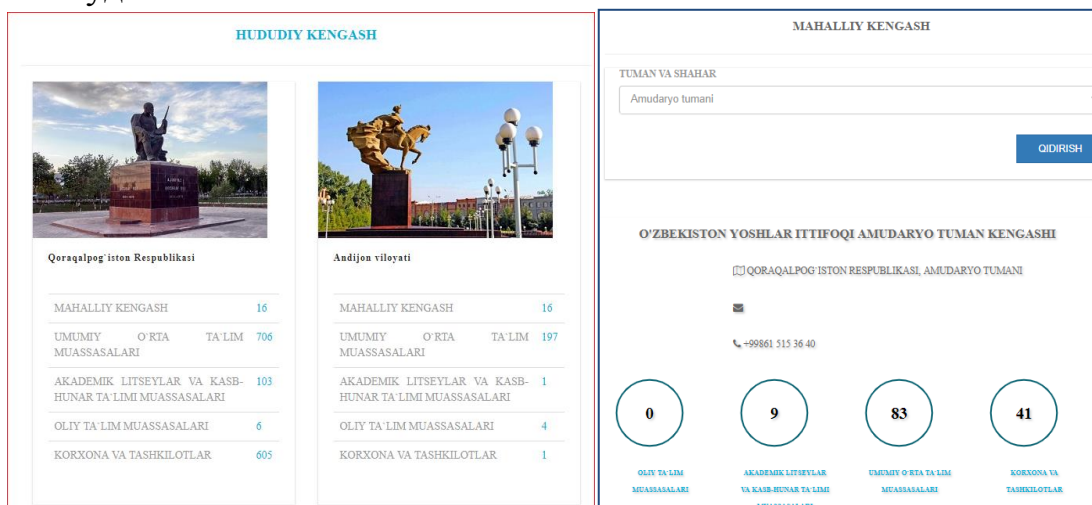 HUDUDIY KENGASH
Qoraqalpog`iston Respublikasi
MAHALLIY KENGASH 16
UMUMIY O`RTA TA`LIM 706
MUASSASALARI
AKADEMIK LITSEYLAR VA KASB- 103
HUNAR TA`LIM MUASSASALARI
OLIY TA`LIM MUASSASALARI 6
KORXONA VA TASHKILOTLAR 605
Andijon viloyati
MAHALLIY KENGASH 16
UMUMIY O`RTA TA`LIM 197
MUASSASALARI
AKADEMIK LITSEYLAR VA KASB- 1
HUNAR TA`LIM MUASSASALARI
OLIY TA`LIM MUASSASALARI 4
KORXONA VA TASHKILOTLAR 1
MAHALLIY KENGASH
TUMAN VA SHAHAR
Amudaryo tumani
QIDIRISH
O'ZBEKISTON YOSHLAR ITTIFOQI AMUDARYO TUMAN KENGASHI
QORAQALPOG`ISTON RESPUBLIKASI, AMUDARYO TUMANI
+99861 515 36 40
0 9 83 41
OLIY TA`LIM
MUASSASALARI
AKADEMIK LITSEYLAR
VA KASB-HUNAR TA`LIMI
UMUMIY O`RTA TA`LIM
MUASSASALARI
KORXONA VA
TASHKILOTLAR